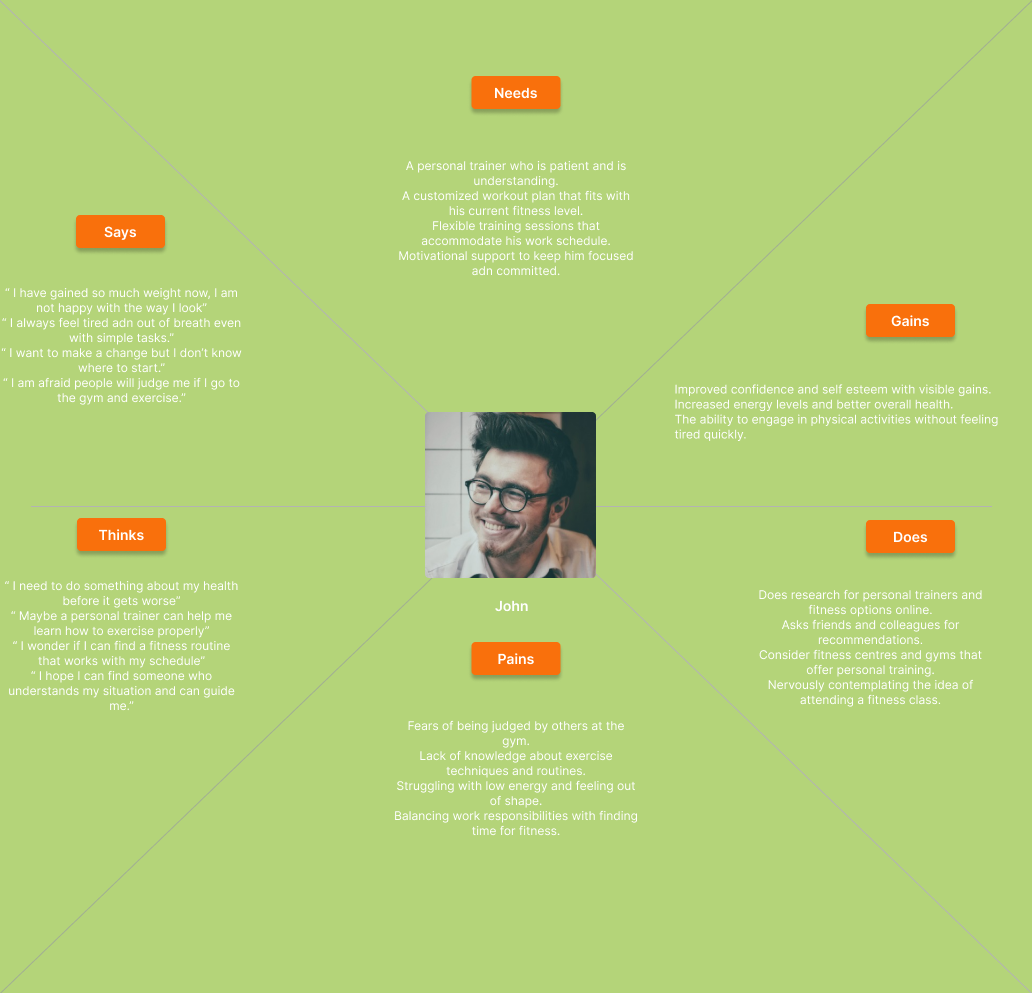 Needs
A personal trainer who is patient and is
understanding.
A customized workout plan that fits with
his current fitness level.
Flexible training sessions that
accommodate his work schedule.
Motivational support to keep him focused
adn committed.
Says
“ I have gained so much weight now, I am
not happy with the way I look”
“ I always feel tired adn out of breath even
with simple tasks.”
“ I want to make a change but I don’t know
where to start.”
“ I am afraid people will judge me if I go to
the gym and exercise.”
Gains
Improved confidence and self esteem with visible gains.
Increased energy levels and better overall health.
The ability to engage in physical activities without feeling
tired quickly.
Thinks
“ I need to do something about my health
before it gets worse”
“ Maybe a personal trainer can help me
learn how to exercise properly”
“ I wonder if I can find a fitness routine
that works with my schedule”
“ I hope I can find someone who
understands my situation and can guide
me.”
Does
Does research for personal trainers and
fitness options online.
Asks friends and colleagues for
recommendations.
Consider fitness centres and gyms that
offer personal training.
Nervously contemplating the idea of
attending a fitness class.
John
Pains
Fears of being judged by others at the
gym.
Lack of knowledge about exercise
techniques and routines.
Struggling with low energy and feeling out
of shape.
Balancing work responsibilities with finding
time for fitness.